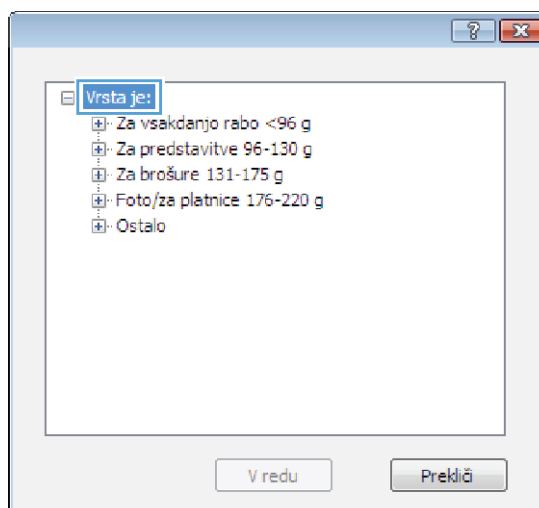 Vrsta je:
Za vsakdanjo rabo <96 g
Za predstavitve 96-130 g
Za brošure 131-175 g
Foto/za platnice 176-220 g
Ostalo
V redu
Prekliči